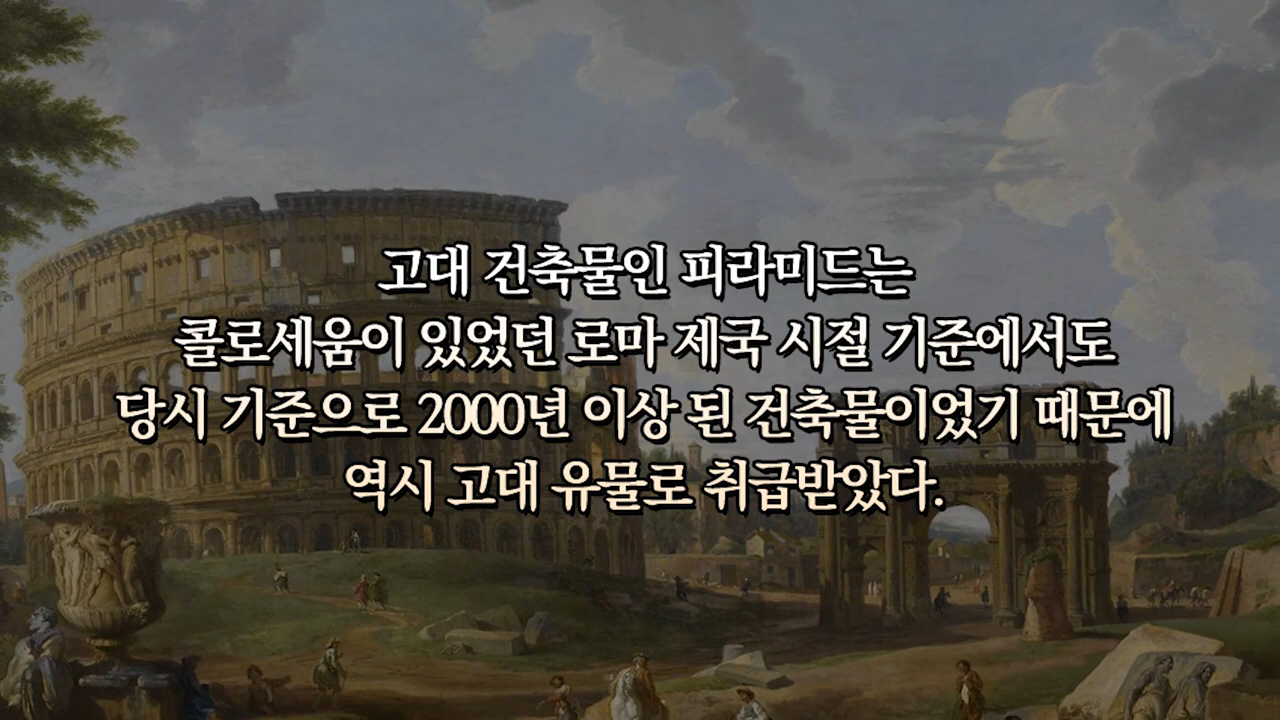 고대 건축물인 피라미드는
콜로세움이 있었던 로마 제국 시절 기준에서도
당시 기준으로 2000년 이상 된 건축물이었기 때문에
역시 고대 유물로 취급받았다.